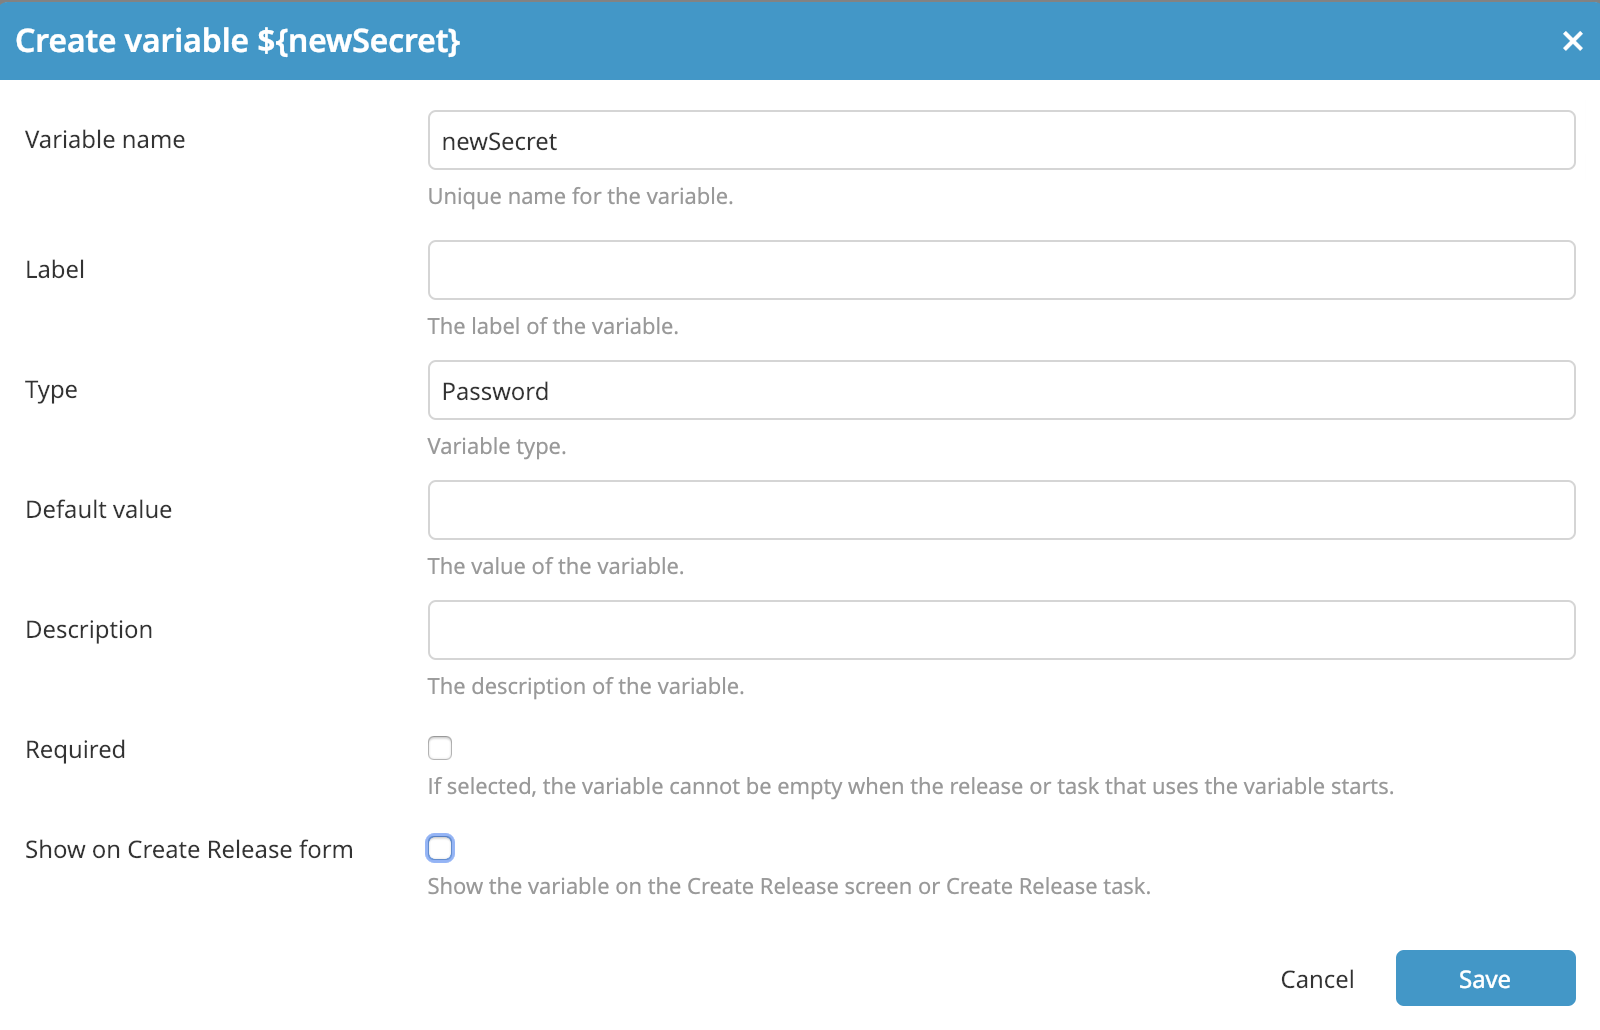 Create variable ${newSecret}
Variable name
newSecret
Unique name for the variable.
Label
The label of the variable.
Type
Password
Variable type.
Default value
The value of the variable.
Description
The description of the variable.
Required
If selected, the variable cannot be empty when the release or task that uses the variable starts.
Show on Create Release form
Show the variable on the Create Release screen or Create Release task.
Cancel
Save